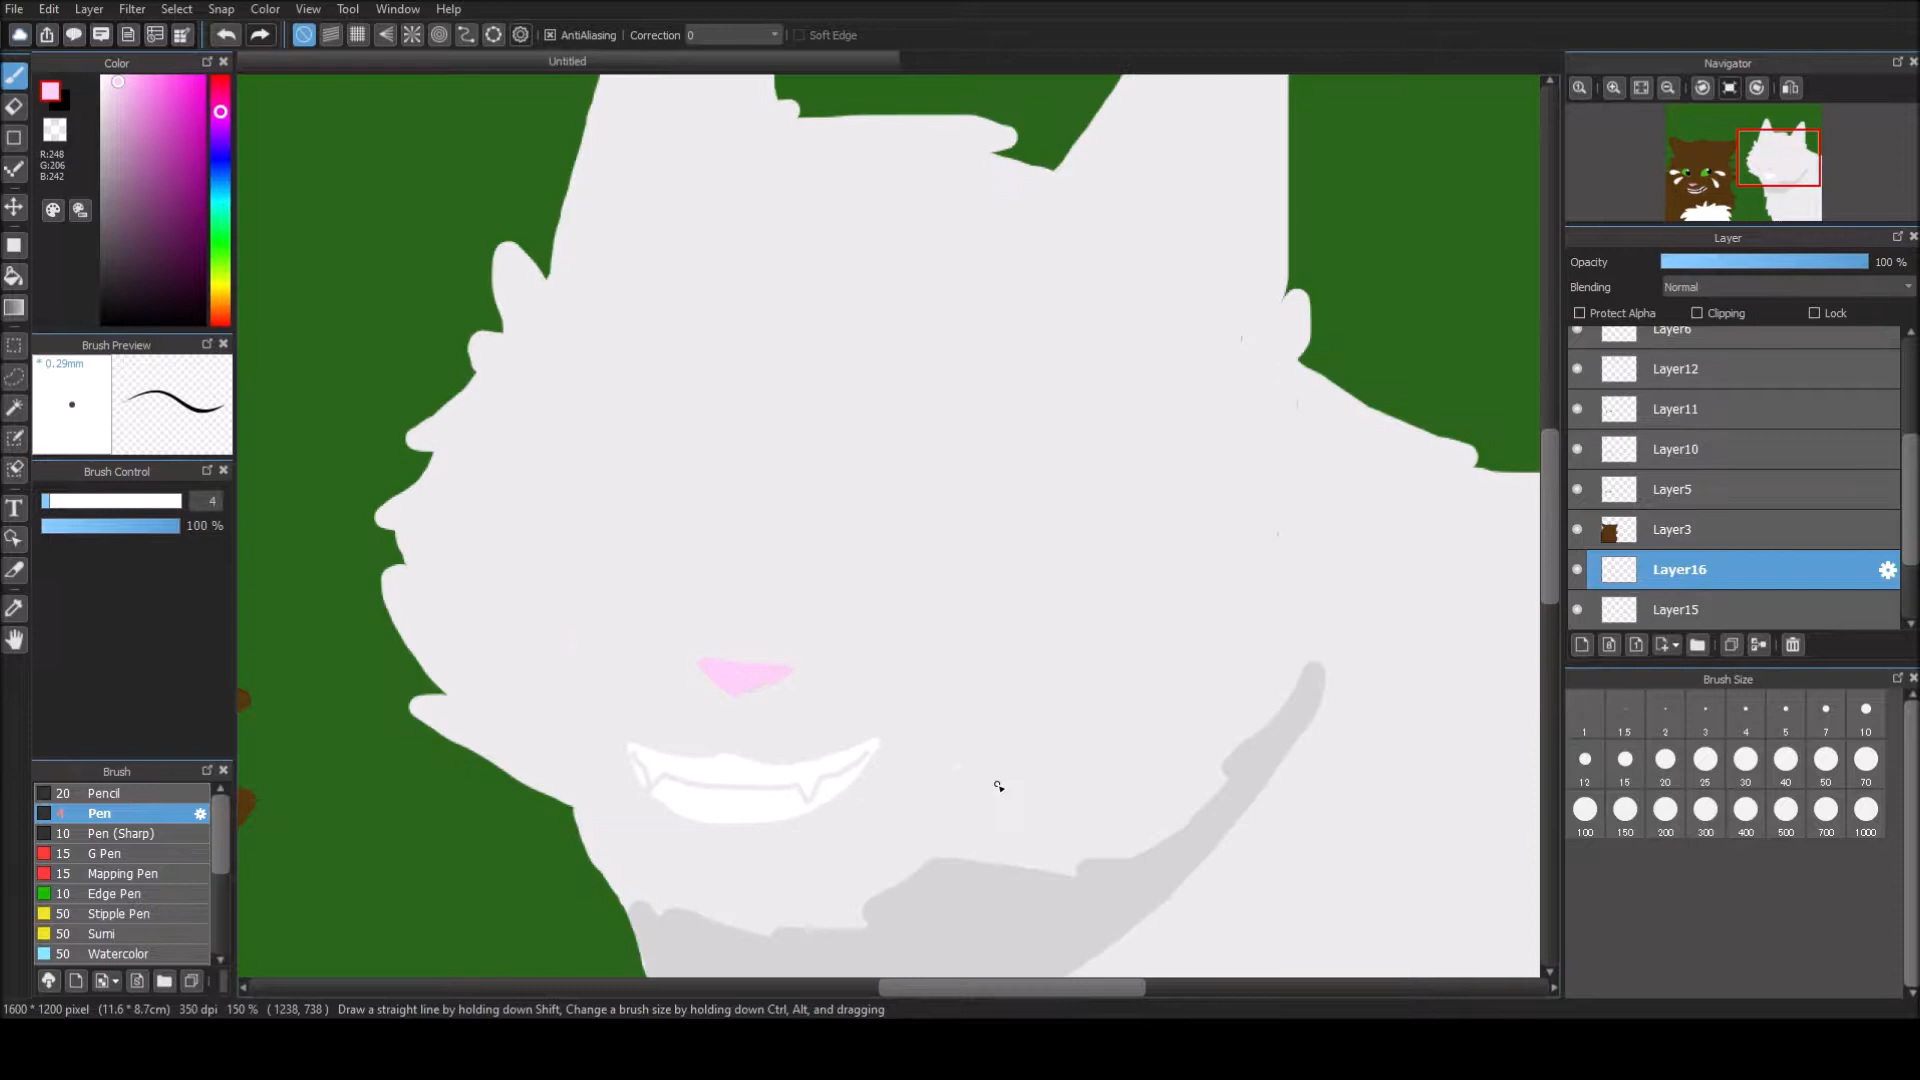 File Edit Layer Filter Select Snap Color View Tool Window Help
AntiAliasing Correction 0 Soft Edge
Color
Untitled
Navigator
R:248
G:206
B:242
Brush Preview
* 0.29mm
Brush Control
4
100 %
Brush
20 Pencil
4 Pen
10 Pen (Sharp)
15 G Pen
15 Mapping Pen
10 Edge Pen
50 Stipple Pen
50 Sumi
50 Watercolor
Layer
Opacity 100 %
Blending Normal
Protect Alpha Clipping Lock
Layer6
Layer12
Layer11
Layer10
Layer5
Layer3
Layer16
Layer15
Brush Size
1 1.5 2 3 4 5 7 10
12 15 20 25 30 40 50 70
100 150 200 300 400 500 700 1000
1600 * 1200 pixel (11.6 * 8.7cm) 350 dpi 150 % ( 1238, 738 ) Draw a straight line by holding down Shift, Change a brush size by holding down Ctrl, Alt, and dragging